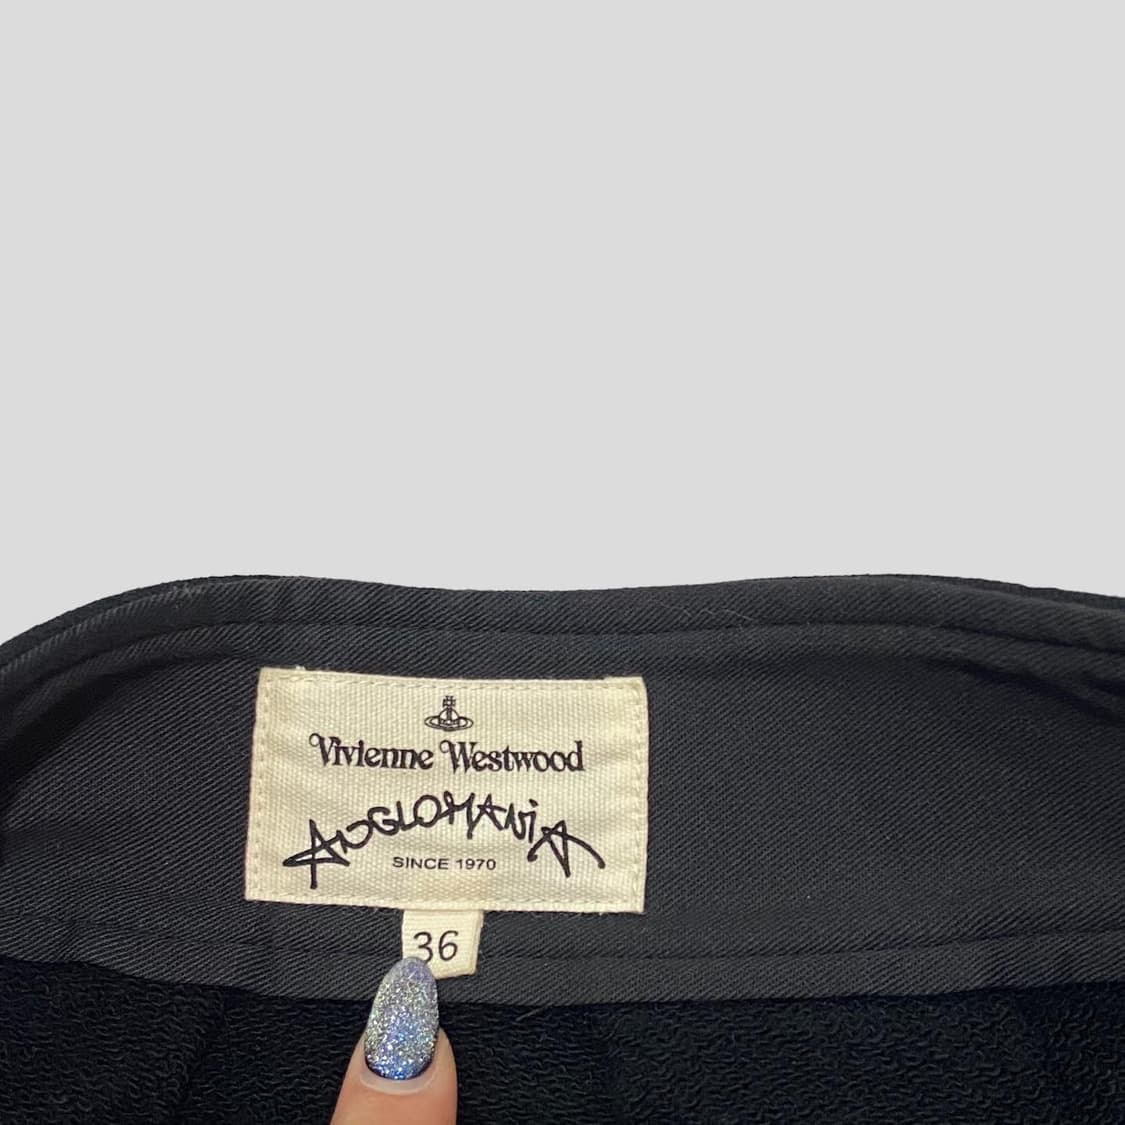 Vivienne Westwood
ANGLOMANiA
SINCE 1970
36